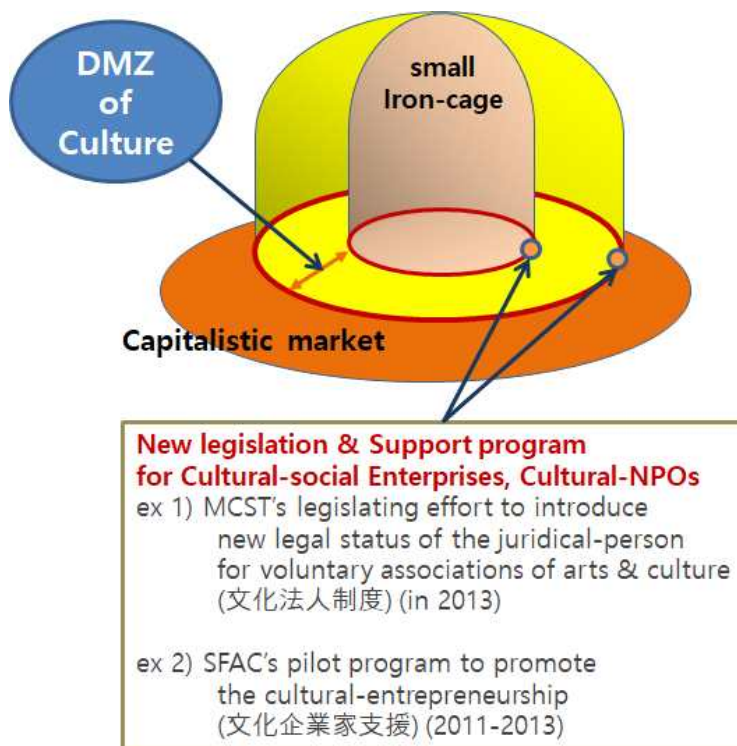 DMZ
of
Culture
small
Iron-cage
Capitalistic market
New legislation & Support program
for Cultural-social Enterprises, Cultural-NPOs
ex 1) MCST's legislating effort to introduce
new legal status of the juridical-person
for voluntary associations of arts & culture
(文化法人制度) (in 2013)
ex 2) SFAC's pilot program to promote
the cultural-entrepreneurship
(文化企業家支援) (2011-2013)